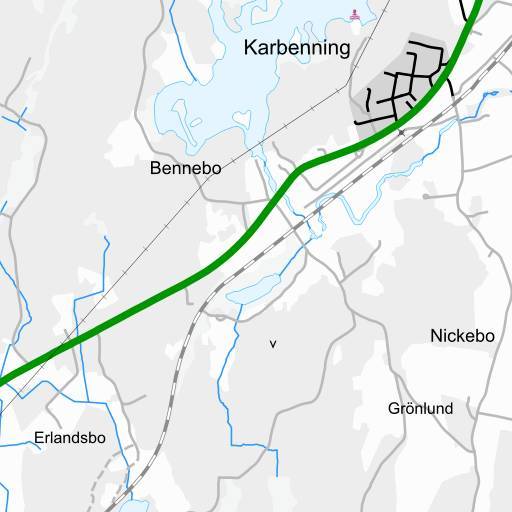 Karbenning
Bennebo
Nickebo
Grönlund
Erlandsbo